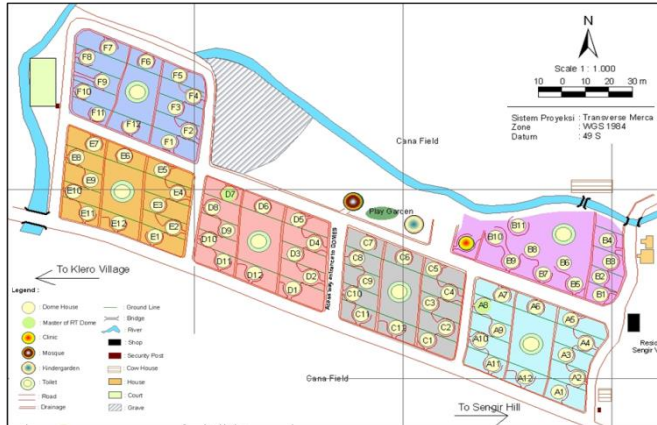 N
Scale 1 : 1.000
10 0 10 20 30 m
Sistem Proyeksi : Transverse Merca
Zone : WGS 1984
Datum : 49 S
F7
F8
F6
F5
F9
F4
F10
F3
F11
F12
F2
F1
Cana Field
E7
E8
E6
E5
E9
E4
E10
E3
E11
E12
E2
E1
D7
D8
D6
D5
D9
D4
D10
D3
D11
D12
D2
D1
Play Garden
C7
C8
C6
C5
C9
C4
C10
C3
C11
C12
C2
C1
B11
B10
B4
B8
B9
B6
B3
B7
B2
B5
B1
A8
A7
A6
A5
A9
A4
A10
A3
A11
A12
A2
A1
To Klero Village
Cana Field
To Sengir Hill
Resid
Sengir V
Legend :
Dome House
Master of RT Dome
Clinic
Mosque
Kindergarden
Toilet
Road
Drainage
Ground Line
Bridge
River
Shop
Security Post
Cow House
House
Court
Grave